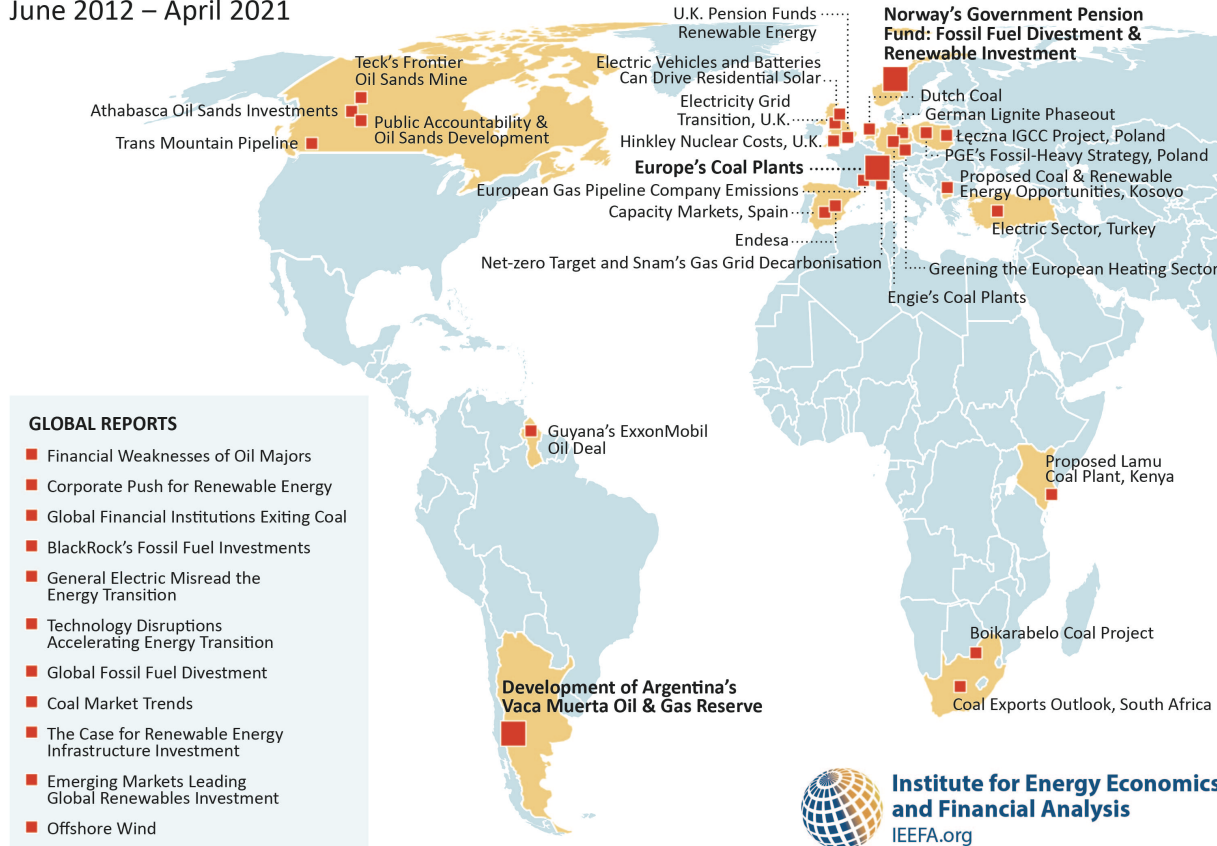 June 2012 – April 2021
U.K. Pension Funds
Renewable Energy
Norway's Government Pension
Fund: Fossil Fuel Divestment &
Renewable Investment
Electric Vehicles and Batteries
Can Drive Residential Solar
Teck's Frontier
Oil Sands Mine
Athabasca Oil Sands Investments
Public Accountability &
Oil Sands Development
Trans Mountain Pipeline
Electricity Grid
Transition, U.K.
Hinkley Nuclear Costs, U.K.
Dutch Coal
German Lignite Phaseout
Łęczna IGCC Project, Poland
PGE's Fossil-Heavy Strategy, Poland
Europe's Coal Plants
Proposed Coal & Renewable
Energy Opportunities, Kosovo
European Gas Pipeline Company Emissions
Capacity Markets, Spain
Electric Sector, Turkey
Endesa
Net-zero Target and Snam's Gas Grid Decarbonisation
Greening the European Heating Sector
Engie's Coal Plants
GLOBAL REPORTS
Financial Weaknesses of Oil Majors
Corporate Push for Renewable Energy
Global Financial Institutions Exiting Coal
BlackRock's Fossil Fuel Investments
General Electric Misread the
Energy Transition
Technology Disruptions
Accelerating Energy Transition
Global Fossil Fuel Divestment
Coal Market Trends
The Case for Renewable Energy
Infrastructure Investment
Emerging Markets Leading
Global Renewables Investment
Offshore Wind
Guyana's ExxonMobil
Oil Deal
Proposed Lamu
Coal Plant, Kenya
Boikarabelo Coal Project
Coal Exports Outlook, South Africa
Development of Argentina's
Vaca Muerta Oil & Gas Reserve
Institute for Energy Economics
and Financial Analysis
IEEFA.org